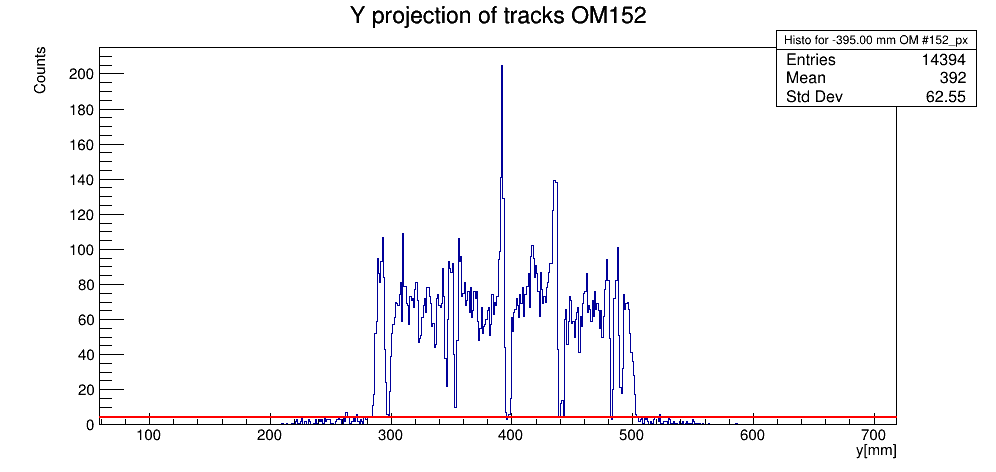 Y projection of tracks OM152
Counts
Histo for -395.00 mm OM #152_px
Entries 14394
Mean 392
Std Dev 62.55
200
180
160
140
120
100
80
60
40
20
0
100 200 300 400 500 600 700
y[mm]